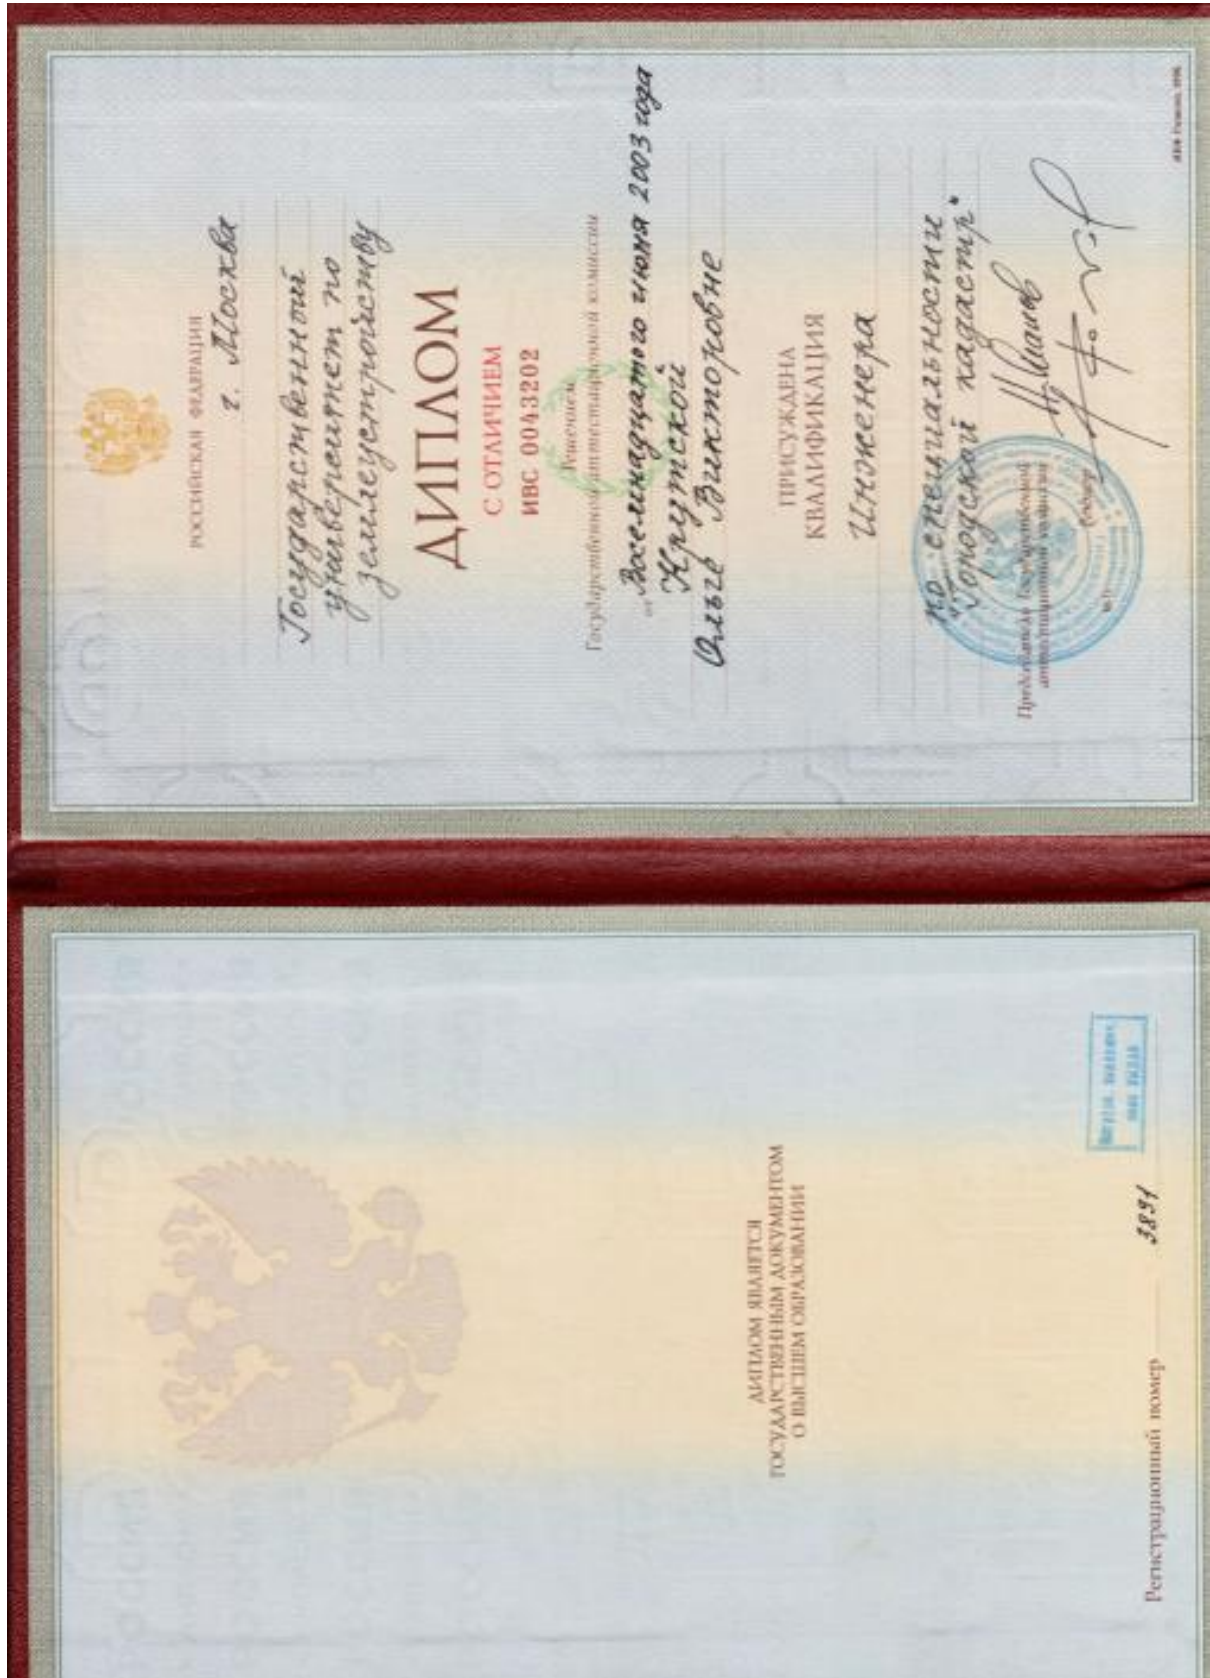 ДИПЛОМ ЯВЛЯЕТСЯ
ГОСУДАРСТВЕННЫМ ДОКУМЕНТОМ
О ВЫСШЕМ ОБРАЗОВАНИИ
Регистрационный номер 3891
РОССИЙСКАЯ ФЕДЕРАЦИЯ
г. Москва
Государственный
университет по
землеустройству
ДИПЛОМ
С ОТЛИЧИЕМ
ИВС 0043202
Решением
Государственной аттестационной комиссии
от Восемнадцатого июня 2003 года
Крутской
Ольге Викторовне
ПРИСУЖДЕНА
КВАЛИФИКАЦИЯ
Инженера
по специальности
"Городской кадастр"
Председатель Государственной
аттестационной комиссии